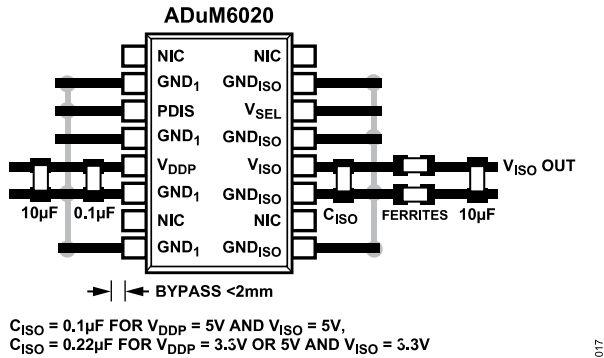 ADuM6020
NIC NIC
GND1 GNDISO
PDIS VSEL
GND1 GNDISO
VDDP VISO VISO OUT
GND1 GNDISO
10µF 0.1µF CISO FERRITES 10µF
NIC NIC
GND1 GNDISO
BYPASS <2mm
CISO = 0.1µF FOR VDDP = 5V AND VISO = 5V,
CISO = 0.22µF FOR VDDP = 3.3V OR 5V AND VISO = 3.3V
017